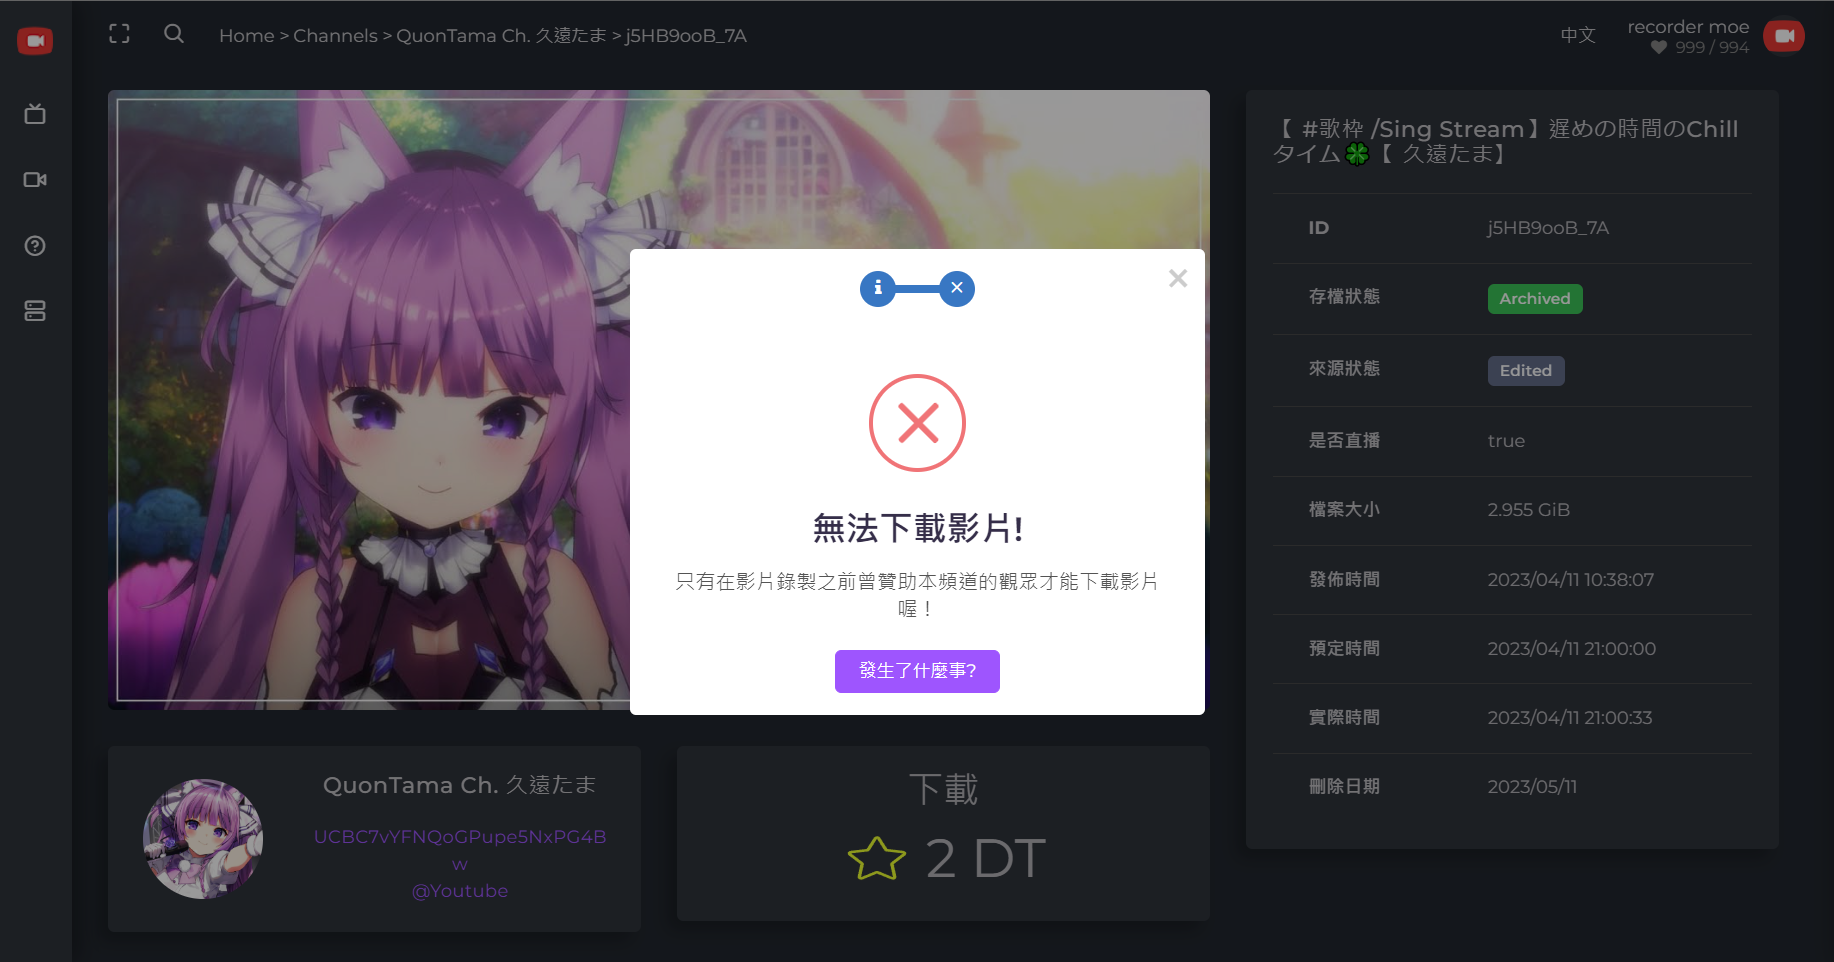 Home > Channels > QuonTama Ch. 久遠たま > j5HB9ooB_7A
中文
recorder moe
999 / 994
【 #歌枠 /Sing Stream】遅めの時間のChill
タイム🍀【 久遠たま】
ID
j5HB9ooB_7A
存檔狀態
Archived
來源狀態
Edited
是否直播
true
檔案大小
2.955 GiB
發佈時間
2023/04/11 10:38:07
預定時間
2023/04/11 21:00:00
實際時間
2023/04/11 21:00:33
刪除日期
2023/05/11
無法下載影片!
只有在影片錄製之前曾贊助本頻道的觀眾才能下載影片
喔！
發生了什麼事?
QuonTama Ch. 久遠たま
UCBC7vYFNQoGPupe5NxPG4B
w
@Youtube
下載
2 DT